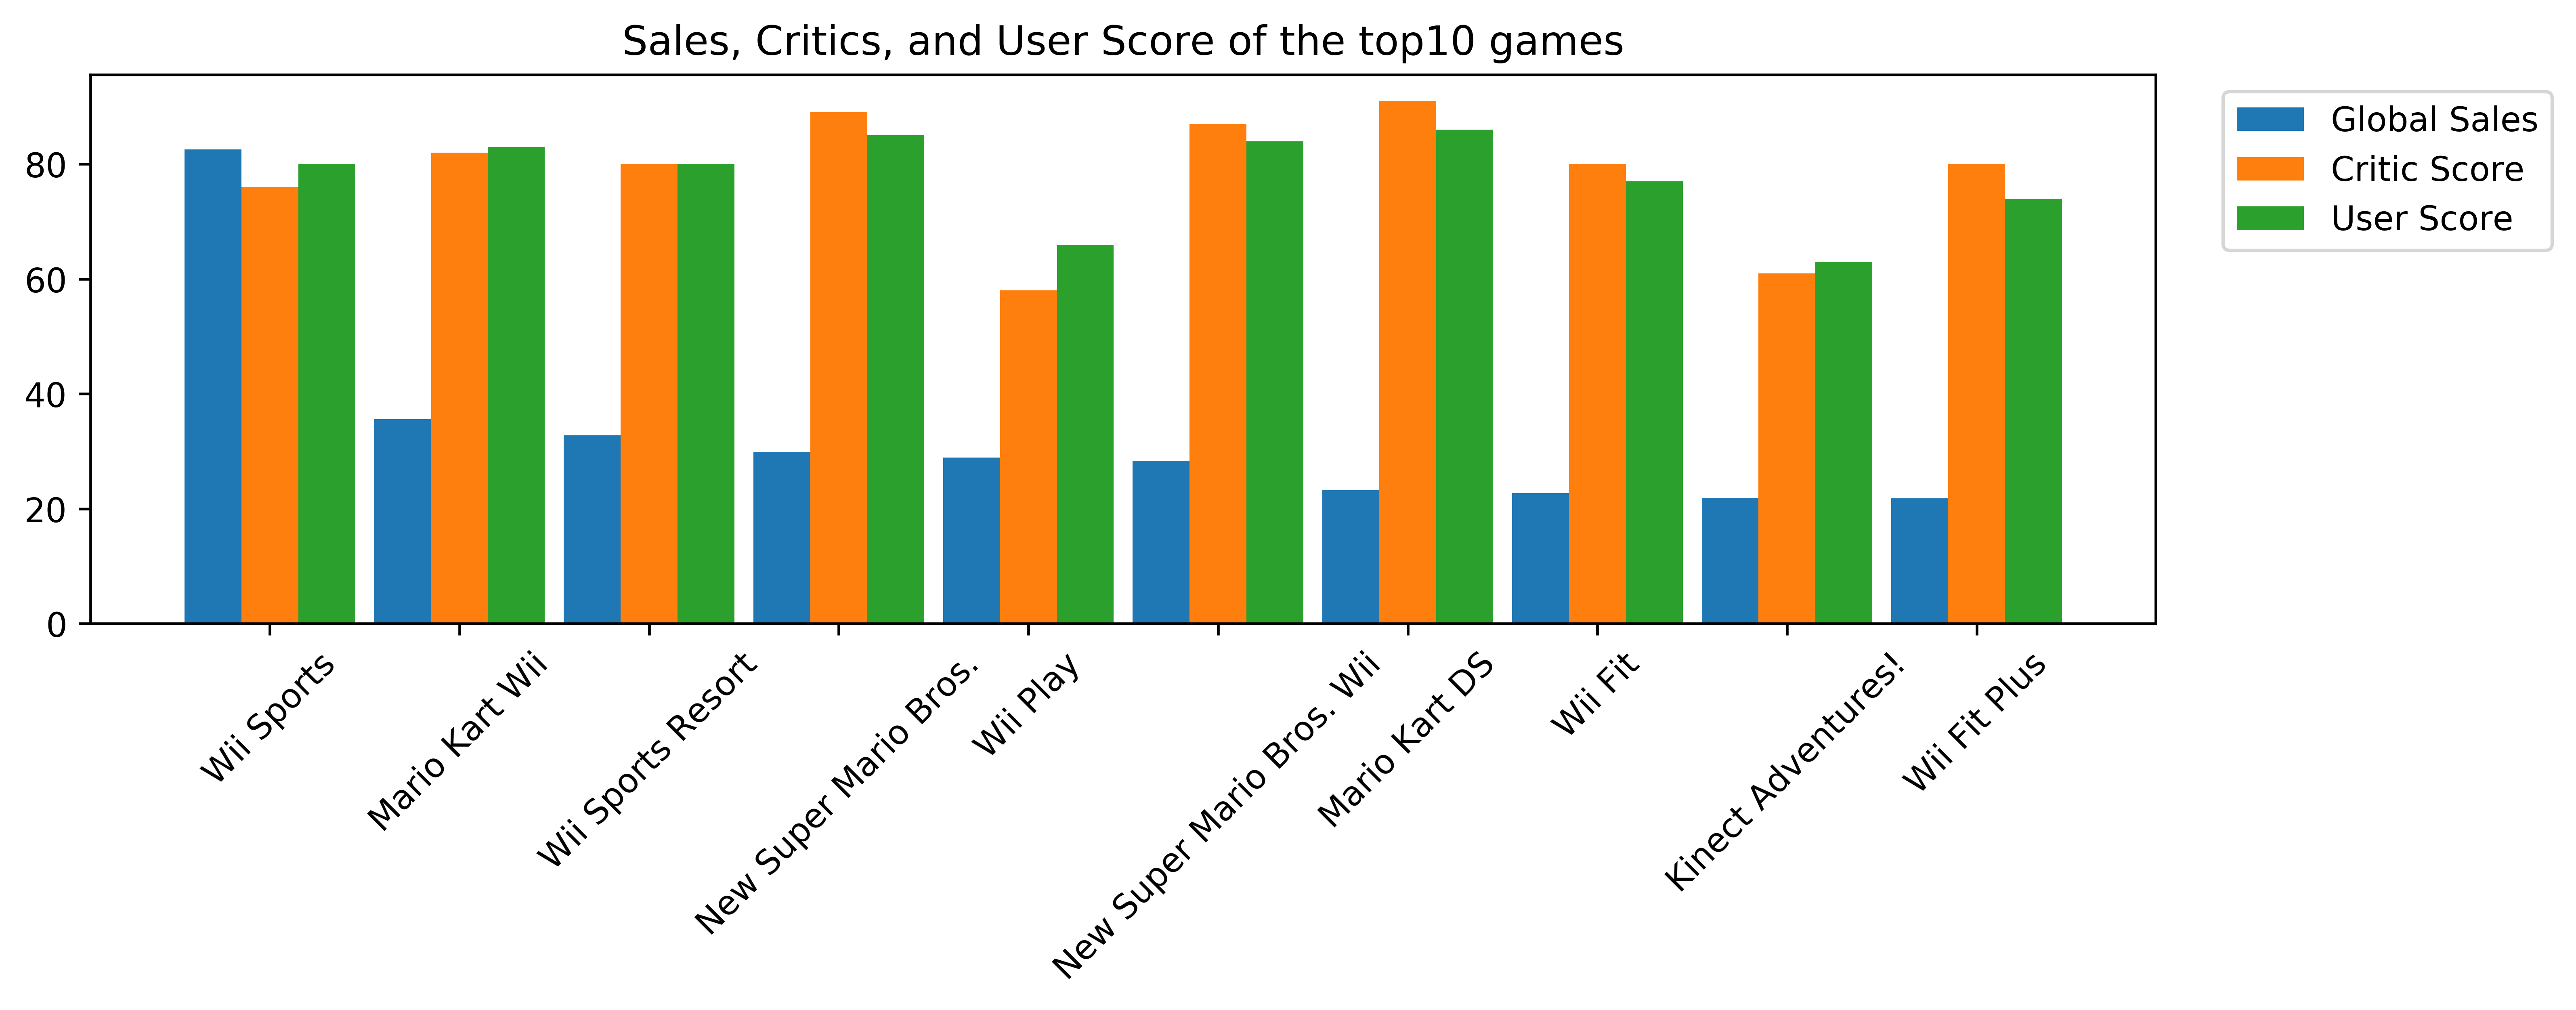 Sales, Critics, and User Score of the top10 games
Global Sales
Critic Score
User Score
80
60
40
20
0
Wii Sports
Mario Kart Wii
Wii Sports Resort
New Super Mario Bros.
Wii Play
New Super Mario Bros. Wii
Mario Kart DS
Wii Fit
Kinect Adventures!
Wii Fit Plus